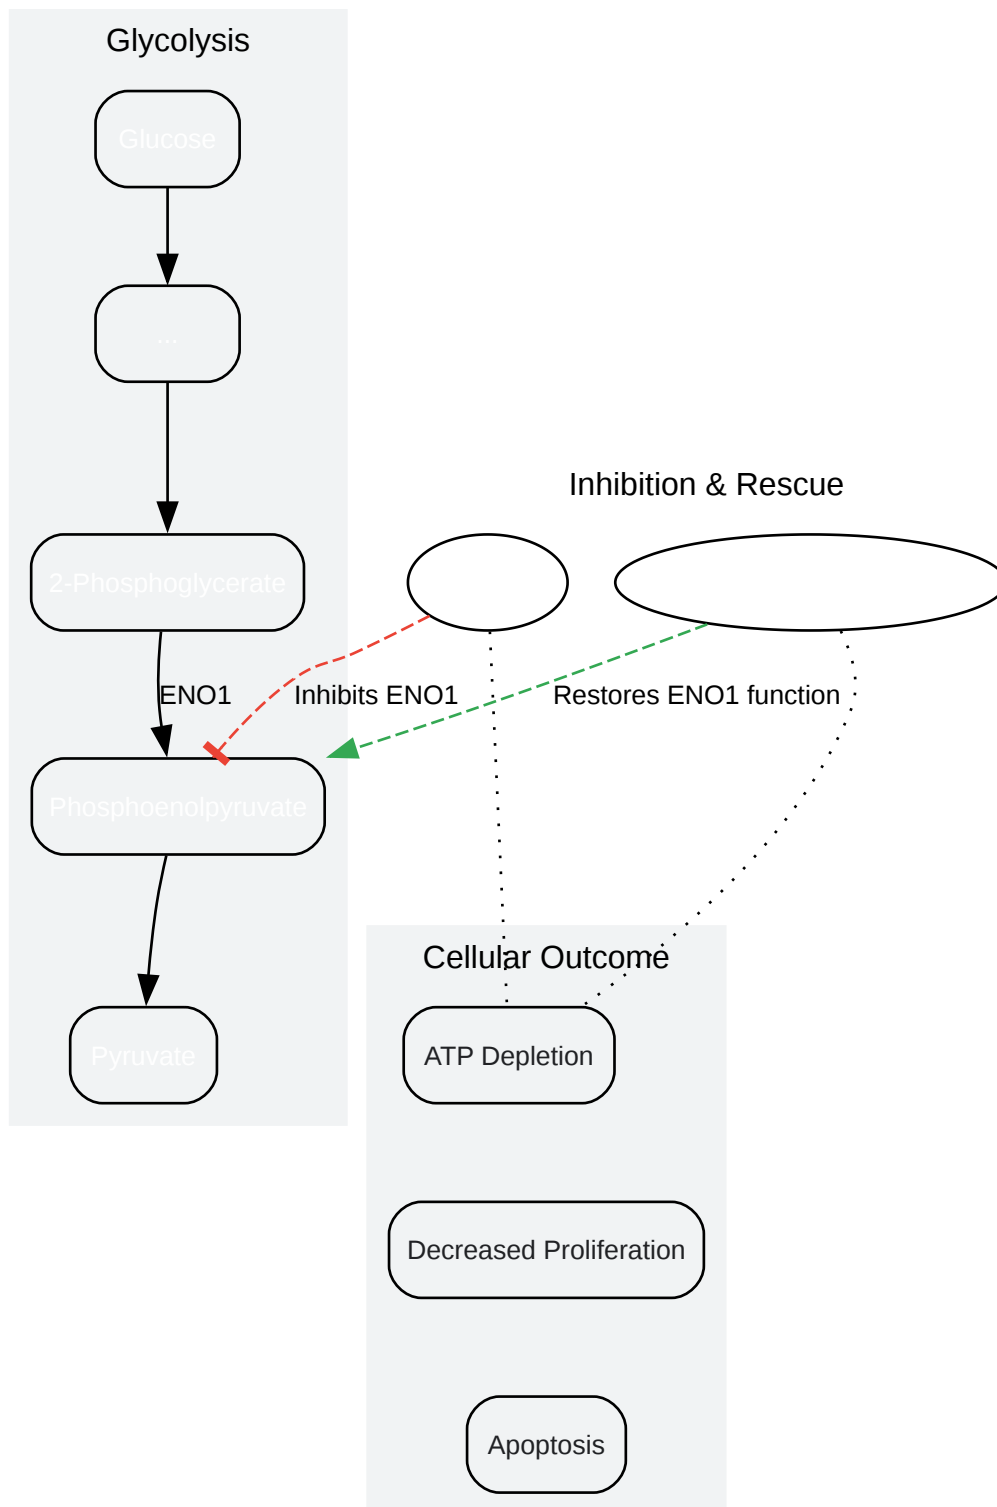 Glycolysis
Glucose
...
2-Phosphoglycerate
ENO1
Phosphoenolpyruvate
Pyruvate
Inhibition & Rescue
Inhibits ENO1
Restores ENO1 function
Cellular Outcome
ATP Depletion
Decreased Proliferation
Apoptosis